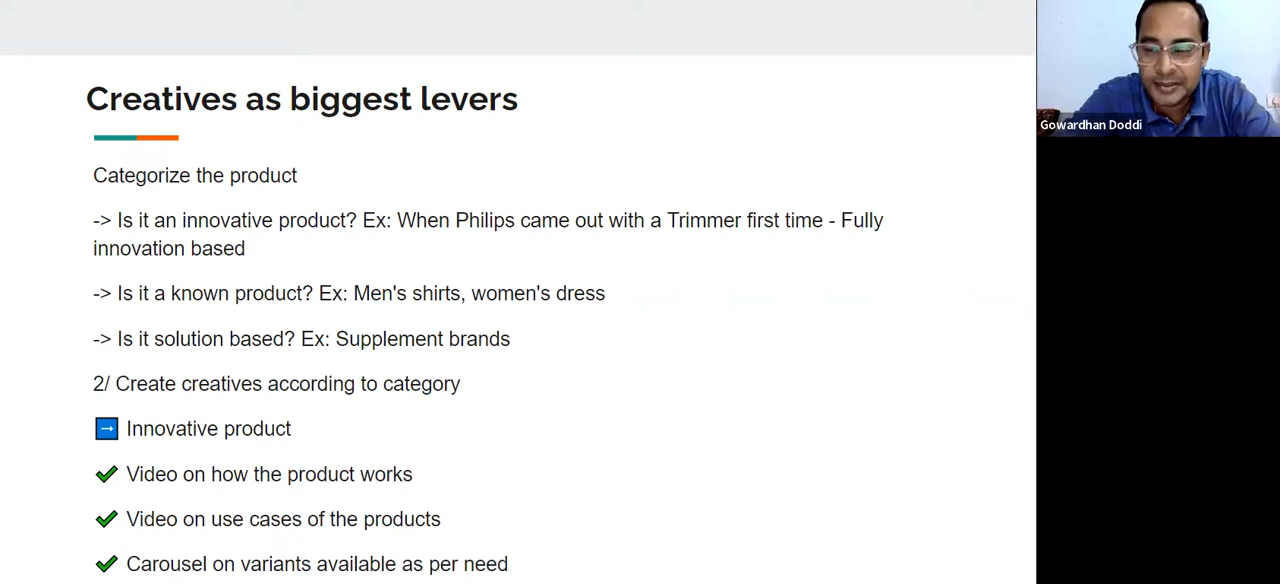 Creatives as biggest levers
Categorize the product
-> Is it an innovative product? Ex: When Philips came out with a Trimmer first time - Fully
innovation based
-> Is it a known product? Ex: Men's shirts, women's dress
-> Is it solution based? Ex: Supplement brands
2/ Create creatives according to category
➡ Innovative product
✔ Video on how the product works
✔ Video on use cases of the products
✔ Carousel on variants available as per need
Gowardhan Doddi